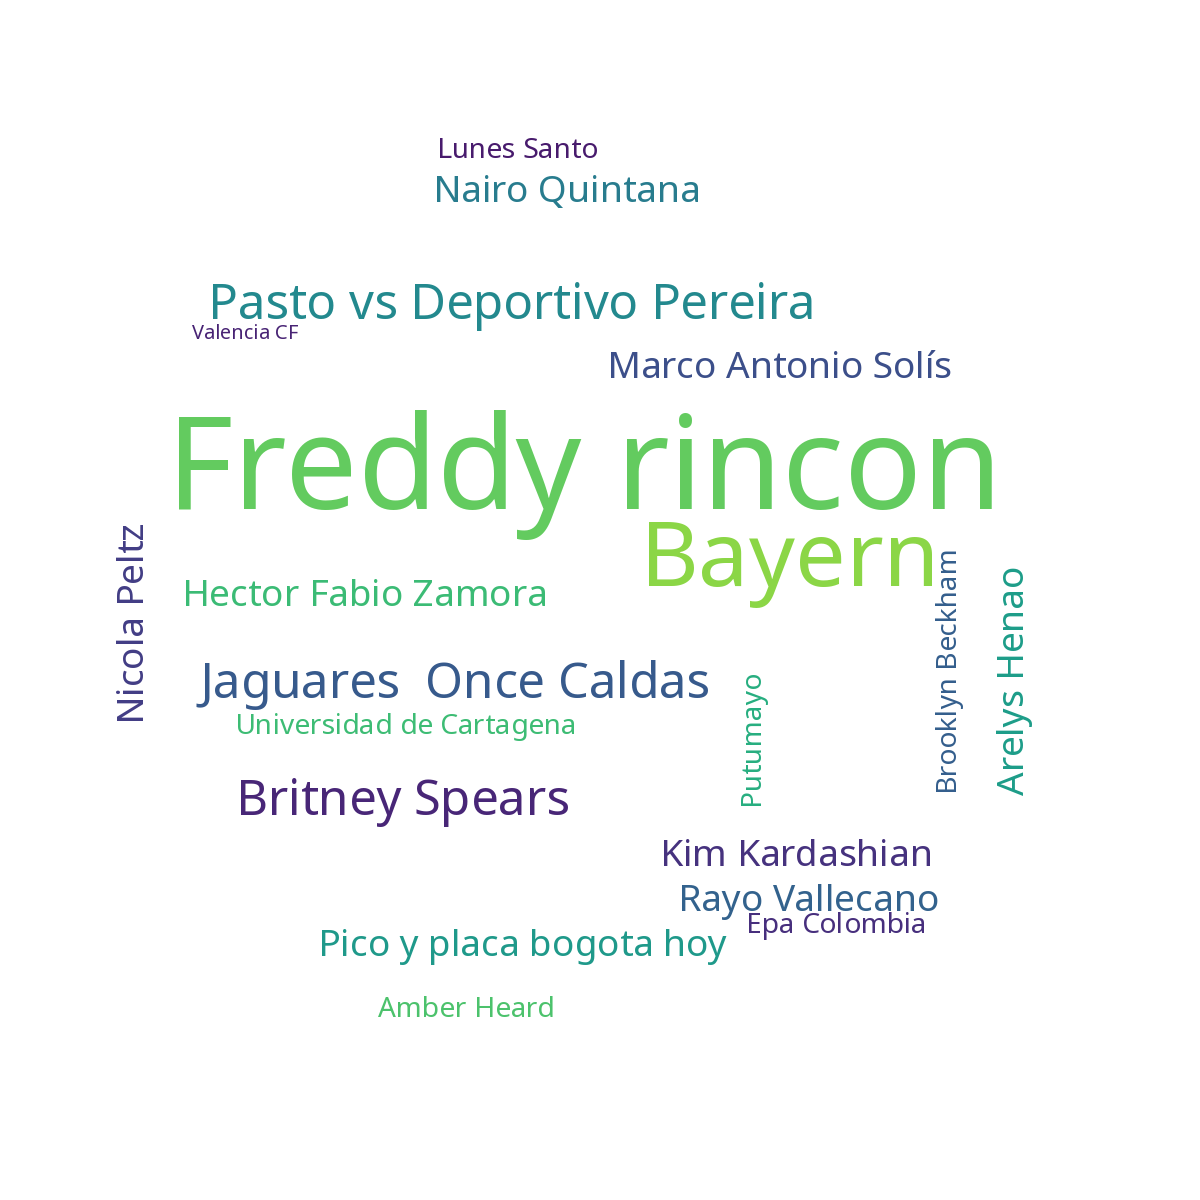 Lunes Santo
Nairo Quintana
Pasto vs Deportivo Pereira
Valencia CF
Marco Antonio Solís
Freddy rincon
Bayern
Nicola Peltz
Hector Fabio Zamora
Brooklyn Beckham
Arelys Henao
Jaguares  Once Caldas
Universidad de Cartagena
Putumayo
Britney Spears
Kim Kardashian
Rayo Vallecano
Epa Colombia
Pico y placa bogota hoy
Amber Heard